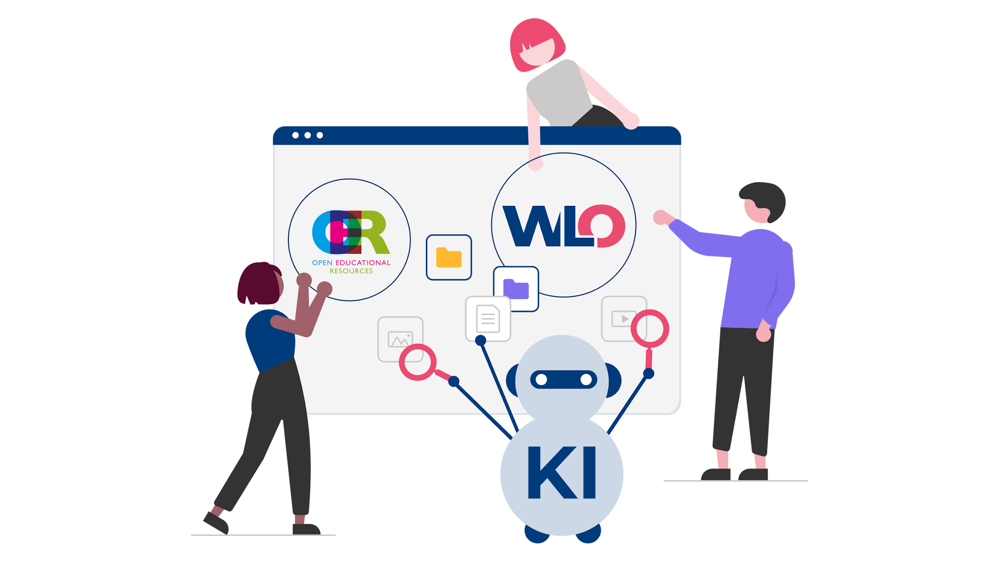 OER
OPEN EDUCATIONAL
RESOURCES
WLO
KI